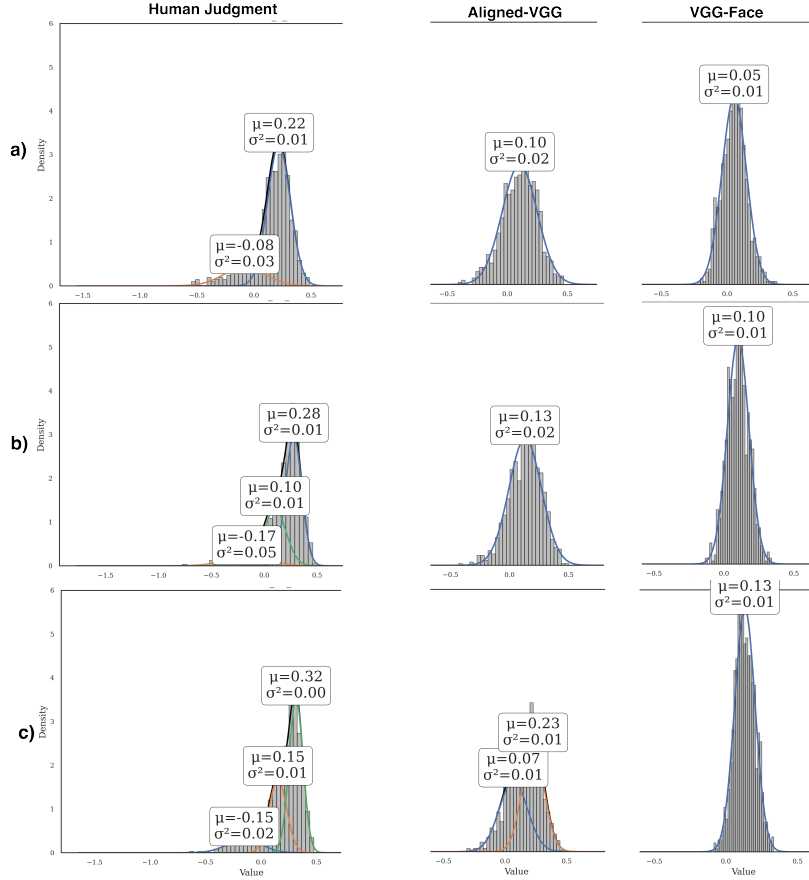 Human Judgment
Aligned-VGG
VGG-Face
a)
Density
6
5
4
3
2
1
0
μ=0.22
σ²=0.01
μ=-0.08
σ²=0.03
−1.5
−1.0
−0.5
0.0
0.5
μ=0.10
σ²=0.02
−0.5
0.0
0.5
μ=0.05
σ²=0.01
−0.5
0.0
0.5
b)
Density
6
5
4
3
2
1
0
μ=0.28
σ²=0.01
μ=0.10
σ²=0.01
μ=-0.17
σ²=0.05
−1.5
−1.0
−0.5
0.0
0.5
μ=0.13
σ²=0.02
−0.5
0.0
0.5
μ=0.10
σ²=0.01
−0.5
0.0
0.5
c)
Density
6
5
4
3
2
1
0
μ=0.32
σ²=0.00
μ=0.15
σ²=0.01
μ=-0.15
σ²=0.02
−1.5
−1.0
−0.5
0.0
0.5
Value
μ=0.23
σ²=0.01
μ=0.07
σ²=0.01
−0.5
0.0
0.5
Value
μ=0.13
σ²=0.01
−0.5
0.0
0.5
Value